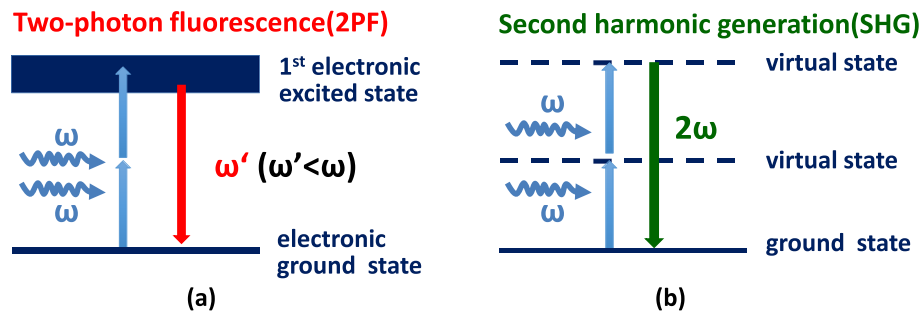 Two-photon fluorescence(2PF)
1st electronic
excited state
ω
ω
ω‘ (ω’<ω)
electronic
ground state
(a)
Second harmonic generation(SHG)
virtual state
ω
2ω
virtual state
ω
ground state
(b)